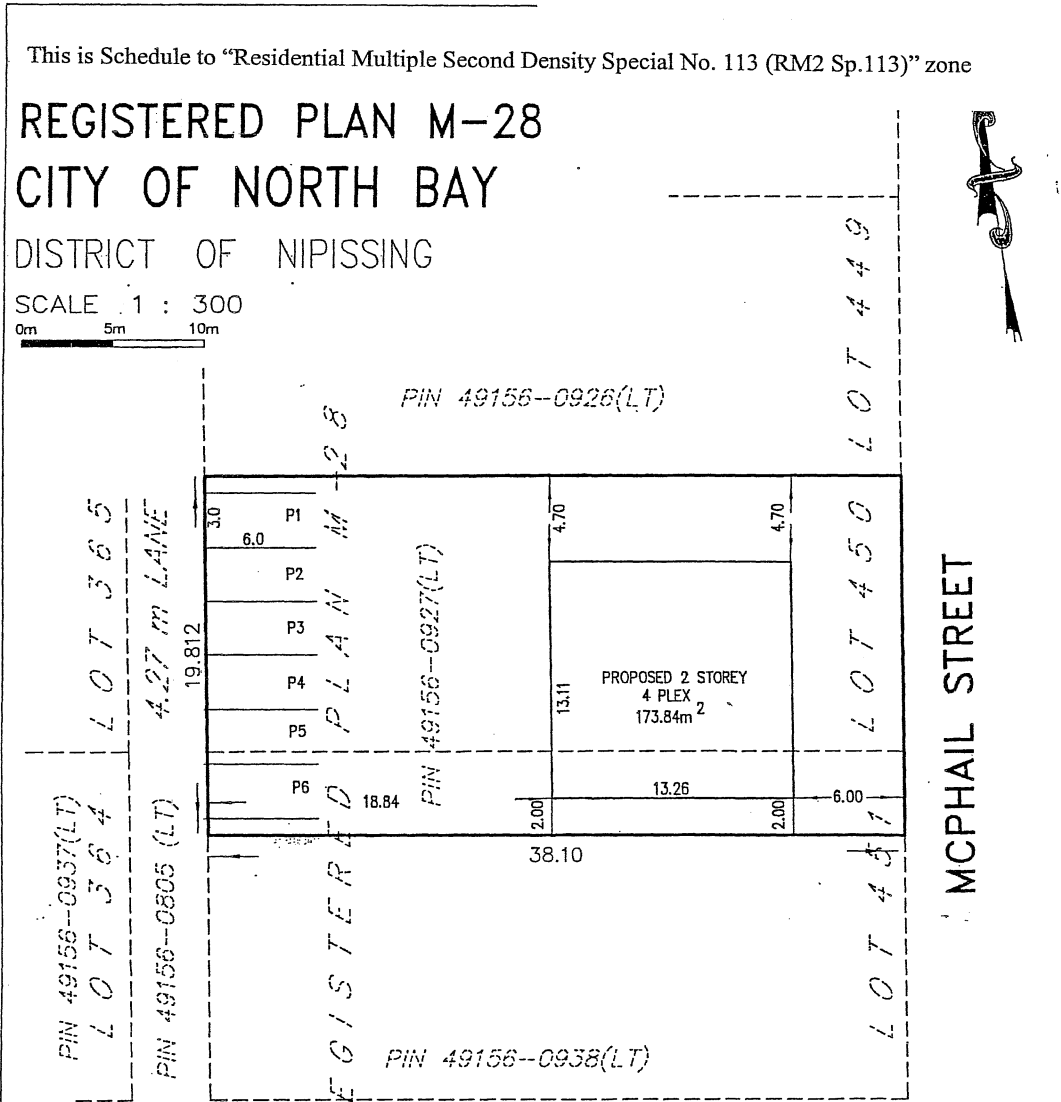 This is Schedule to “Residential Multiple Second Density Special No. 113 (RM2 Sp.113)” zone
REGISTERED PLAN M-28
CITY OF NORTH BAY
DISTRICT OF NIPISSING
SCALE 1 : 300
0m 5m 10m
LOT 449
PIN 49156-0926(LT)
LOT 365
4.27 m LANE
19.812
3.0
6.0
P1
P2
P3
P4
P5
P6
EGISTERED PLAN M-28
PIN 49156-0927(LT)
4.70
4.70
13.11
PROPOSED 2 STOREY
4 PLEX
173.84m2
LOT 450
MCPHAIL STREET
18.84
2.00
13.26
2.00
6.00
38.10
PIN 49156-0937(LT)
LOT 364
PIN 49156-0805 (LT)
LOT 451
PIN 49156-0938(LT)